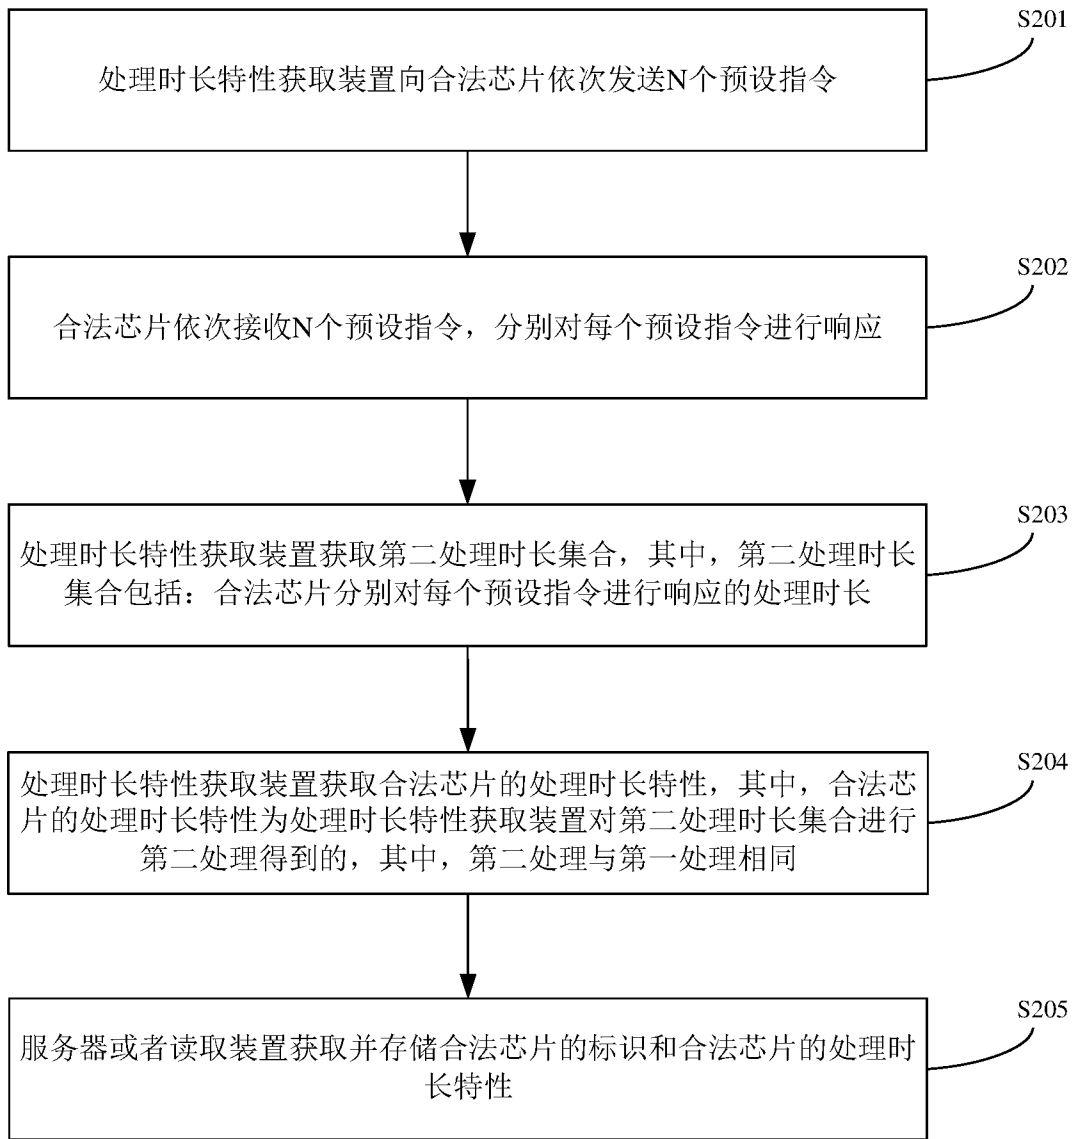 S201
处理时长特性获取装置向合法芯片依次发送N个预设指令
S202
合法芯片依次接收N个预设指令，分别对每个预设指令进行响应
S203
处理时长特性获取装置获取第二处理时长集合，其中，第二处理时长
集合包括：合法芯片分别对每个预设指令进行响应的处理时长
S204
处理时长特性获取装置获取合法芯片的处理时长特性，其中，合法芯
片的处理时长特性为处理时长特性获取装置对第二处理时长集合进行
第二处理得到的，其中，第二处理与第一处理相同
S205
服务器或者读取装置获取并存储合法芯片的标识和合法芯片的处理时
长特性